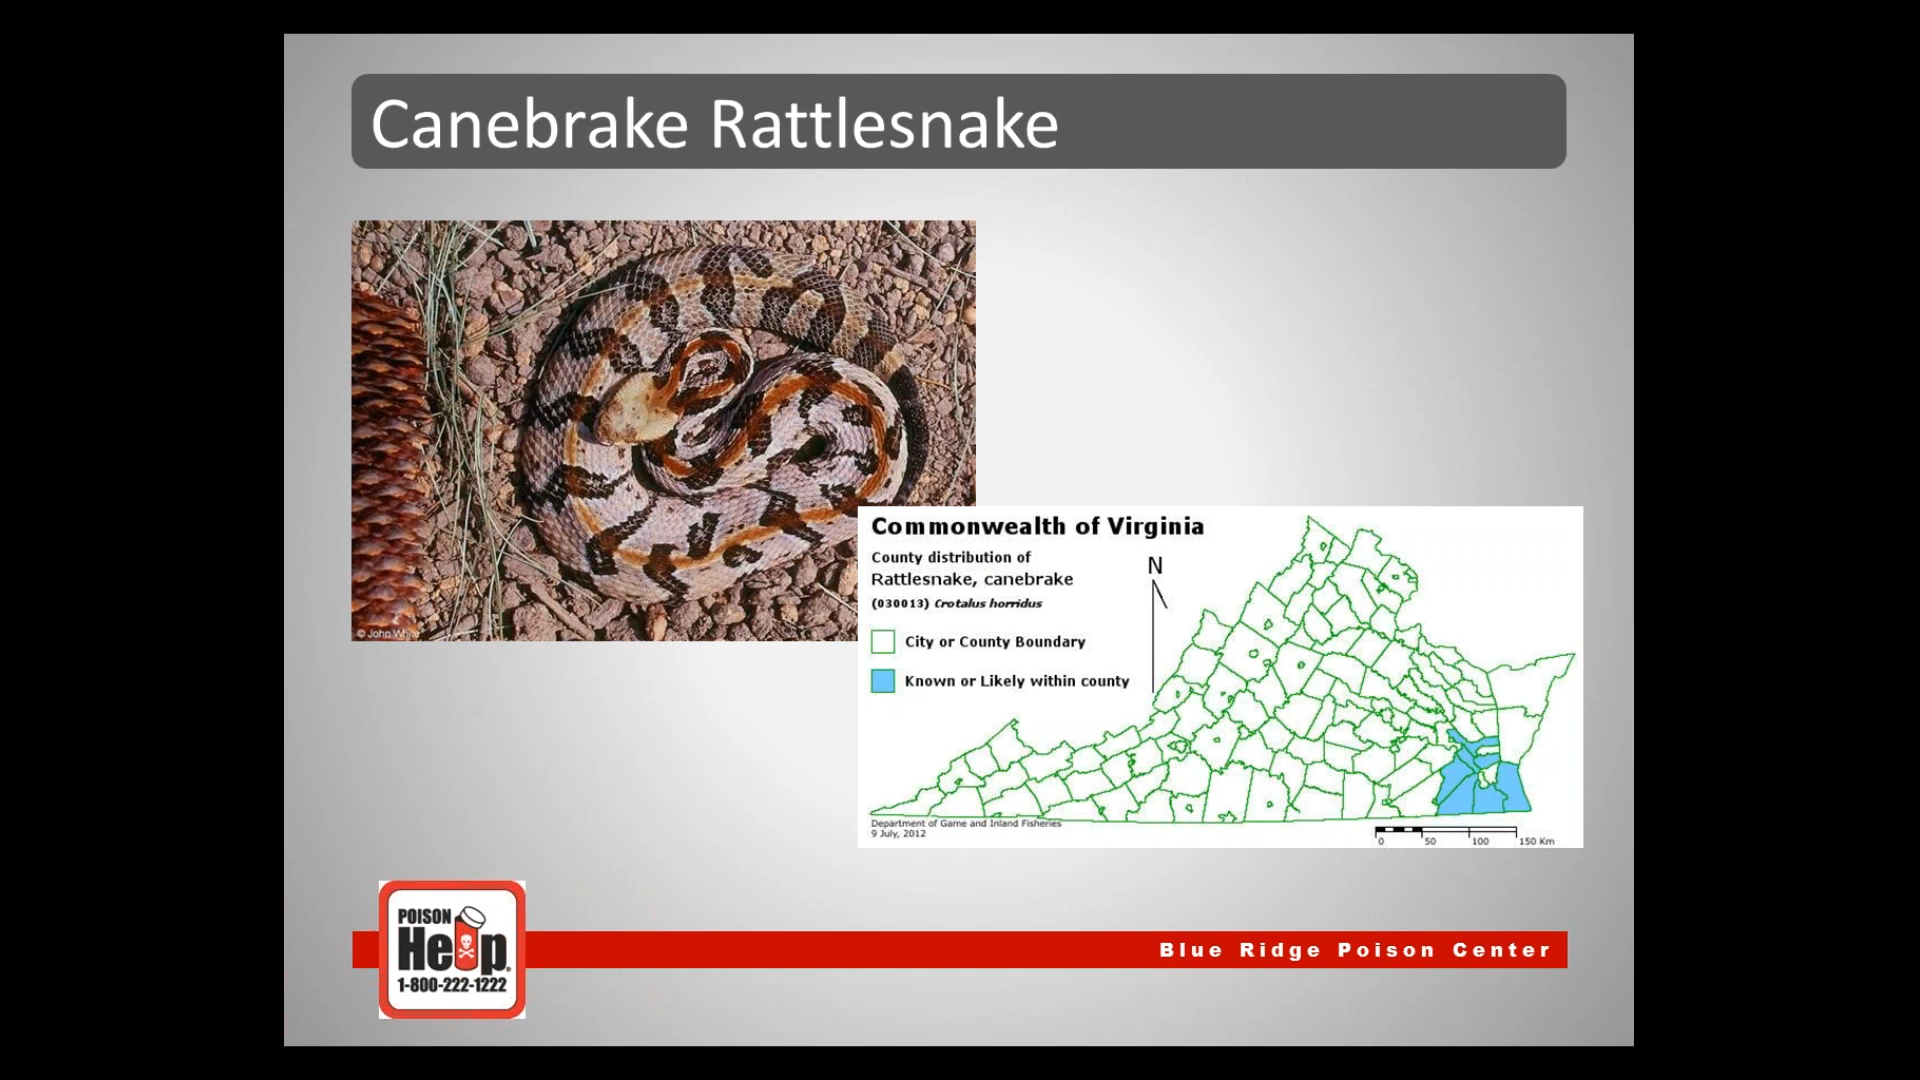 Canebrake Rattlesnake
© John White
Commonwealth of Virginia
County distribution of
Rattlesnake, canebrake
(030013) Crotalus horridus
N
City or County Boundary
Known or Likely within county
Department of Game and Inland Fisheries
9 July, 2012
0 50 100 150 Km
POISON
Help
1-800-222-1222
Blue Ridge Poison Center